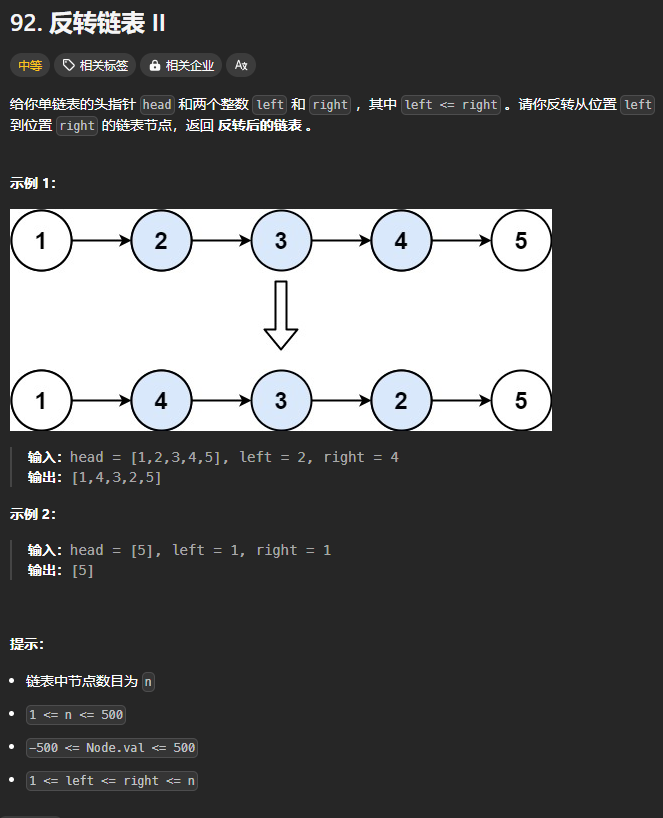 92. 反转链表 II
中等 相关标签 相关企业 Ax
给你单链表的头指针 head 和两个整数 left 和 right ，其中 left <= right 。请你反转从位置 left
到位置 right 的链表节点，返回 反转后的链表 。
示例 1：
1 2 3 4 5
1 4 3 2 5
输入：head = [1,2,3,4,5], left = 2, right = 4
输出：[1,4,3,2,5]
示例 2：
输入：head = [5], left = 1, right = 1
输出：[5]
提示：
链表中节点数目为 n
1 <= n <= 500
-500 <= Node.val <= 500
1 <= left <= right <= n